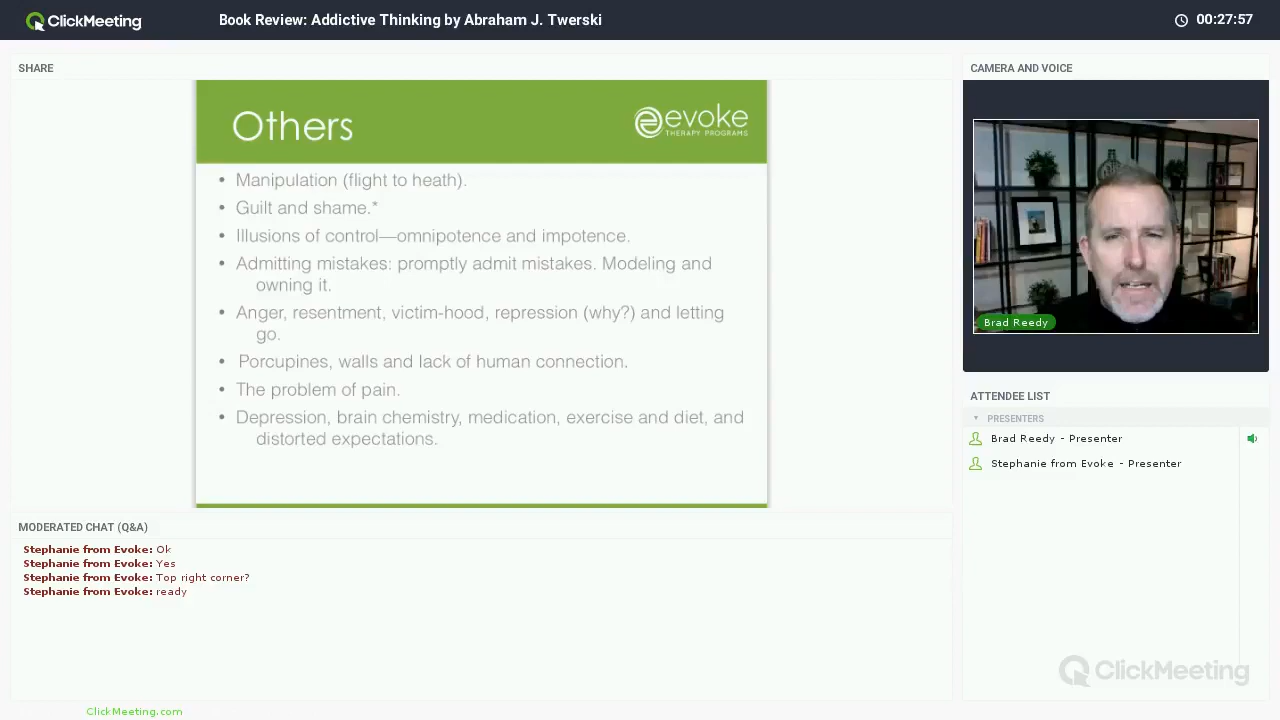 ClickMeeting
Book Review: Addictive Thinking by Abraham J. Twerski
00:27:57
SHARE
Others
evoke
THERAPY PROGRAMS
• Manipulation (flight to heath).
• Guilt and shame.*
• Illusions of control—omnipotence and impotence.
• Admitting mistakes: promptly admit mistakes. Modeling and
owning it.
• Anger, resentment, victim-hood, repression (why?) and letting
go.
• Porcupines, walls and lack of human connection.
• The problem of pain.
• Depression, brain chemistry, medication, exercise and diet, and
distorted expectations.
MODERATED CHAT (Q&A)
Stephanie from Evoke: Ok
Stephanie from Evoke: Yes
Stephanie from Evoke: Top right corner?
Stephanie from Evoke: ready
CAMERA AND VOICE
Brad Reedy
ATTENDEE LIST
PRESENTERS
Brad Reedy - Presenter
Stephanie from Evoke - Presenter
ClickMeeting
ClickMeeting.com